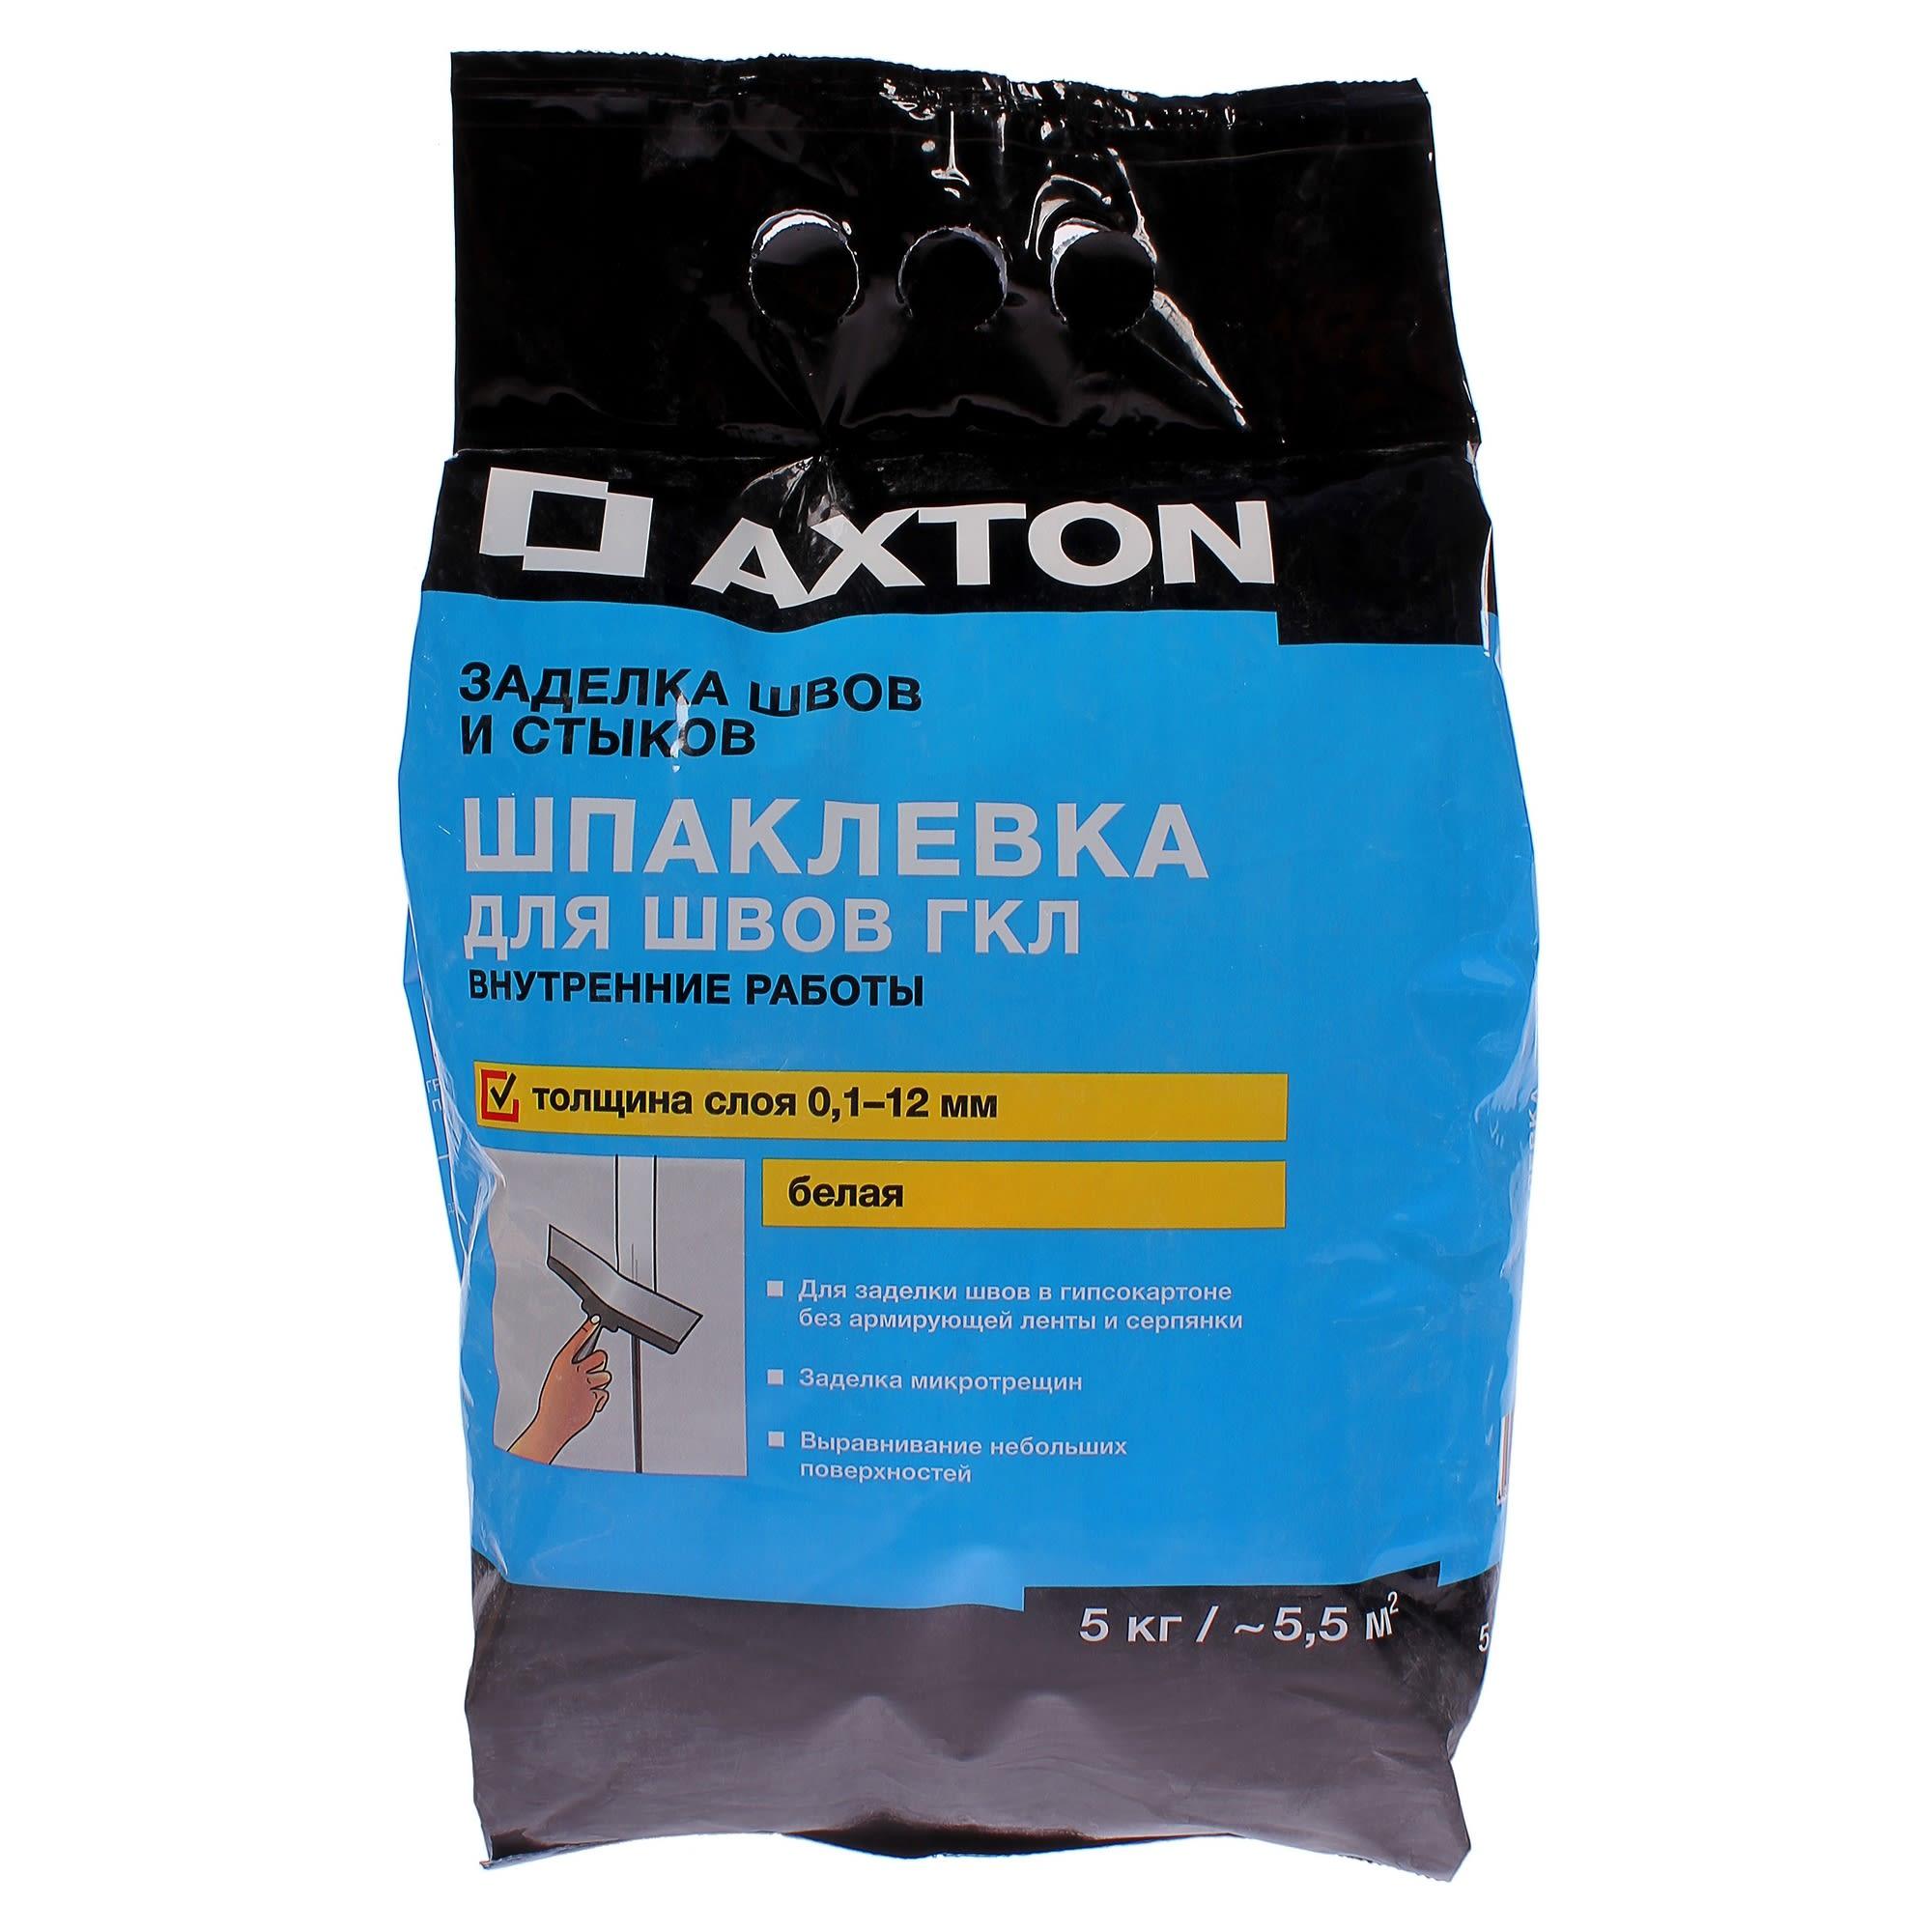 AXTON
ЗАДЕЛКА ШВОВ
И СТЫКОВ
ШПАКЛЕВКА
ДЛЯ ШВОВ ГКЛ
ВНУТРЕННИЕ РАБОТЫ
толщина слоя 0,1–12 мм
белая
Для заделки швов в гипсокартоне
без армирующей ленты и серпянки
Заделка микротрещин
Выравнивание небольших
поверхностей
5 кг / ~5,5 м²
5